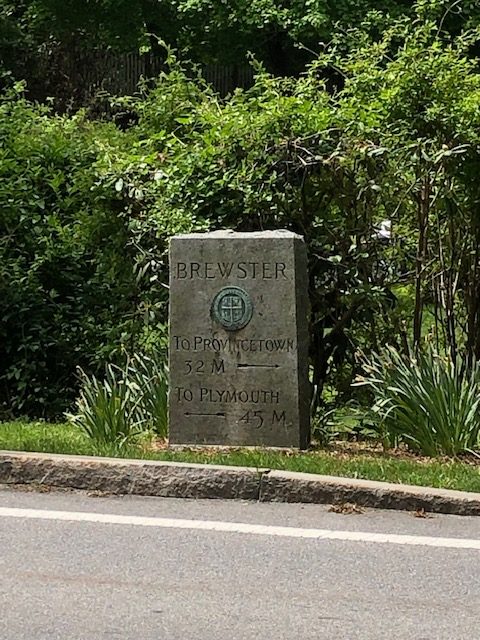 BREWSTER
TO PROVINCETOWN
32 M →
TO PLYMOUTH
← 45 M